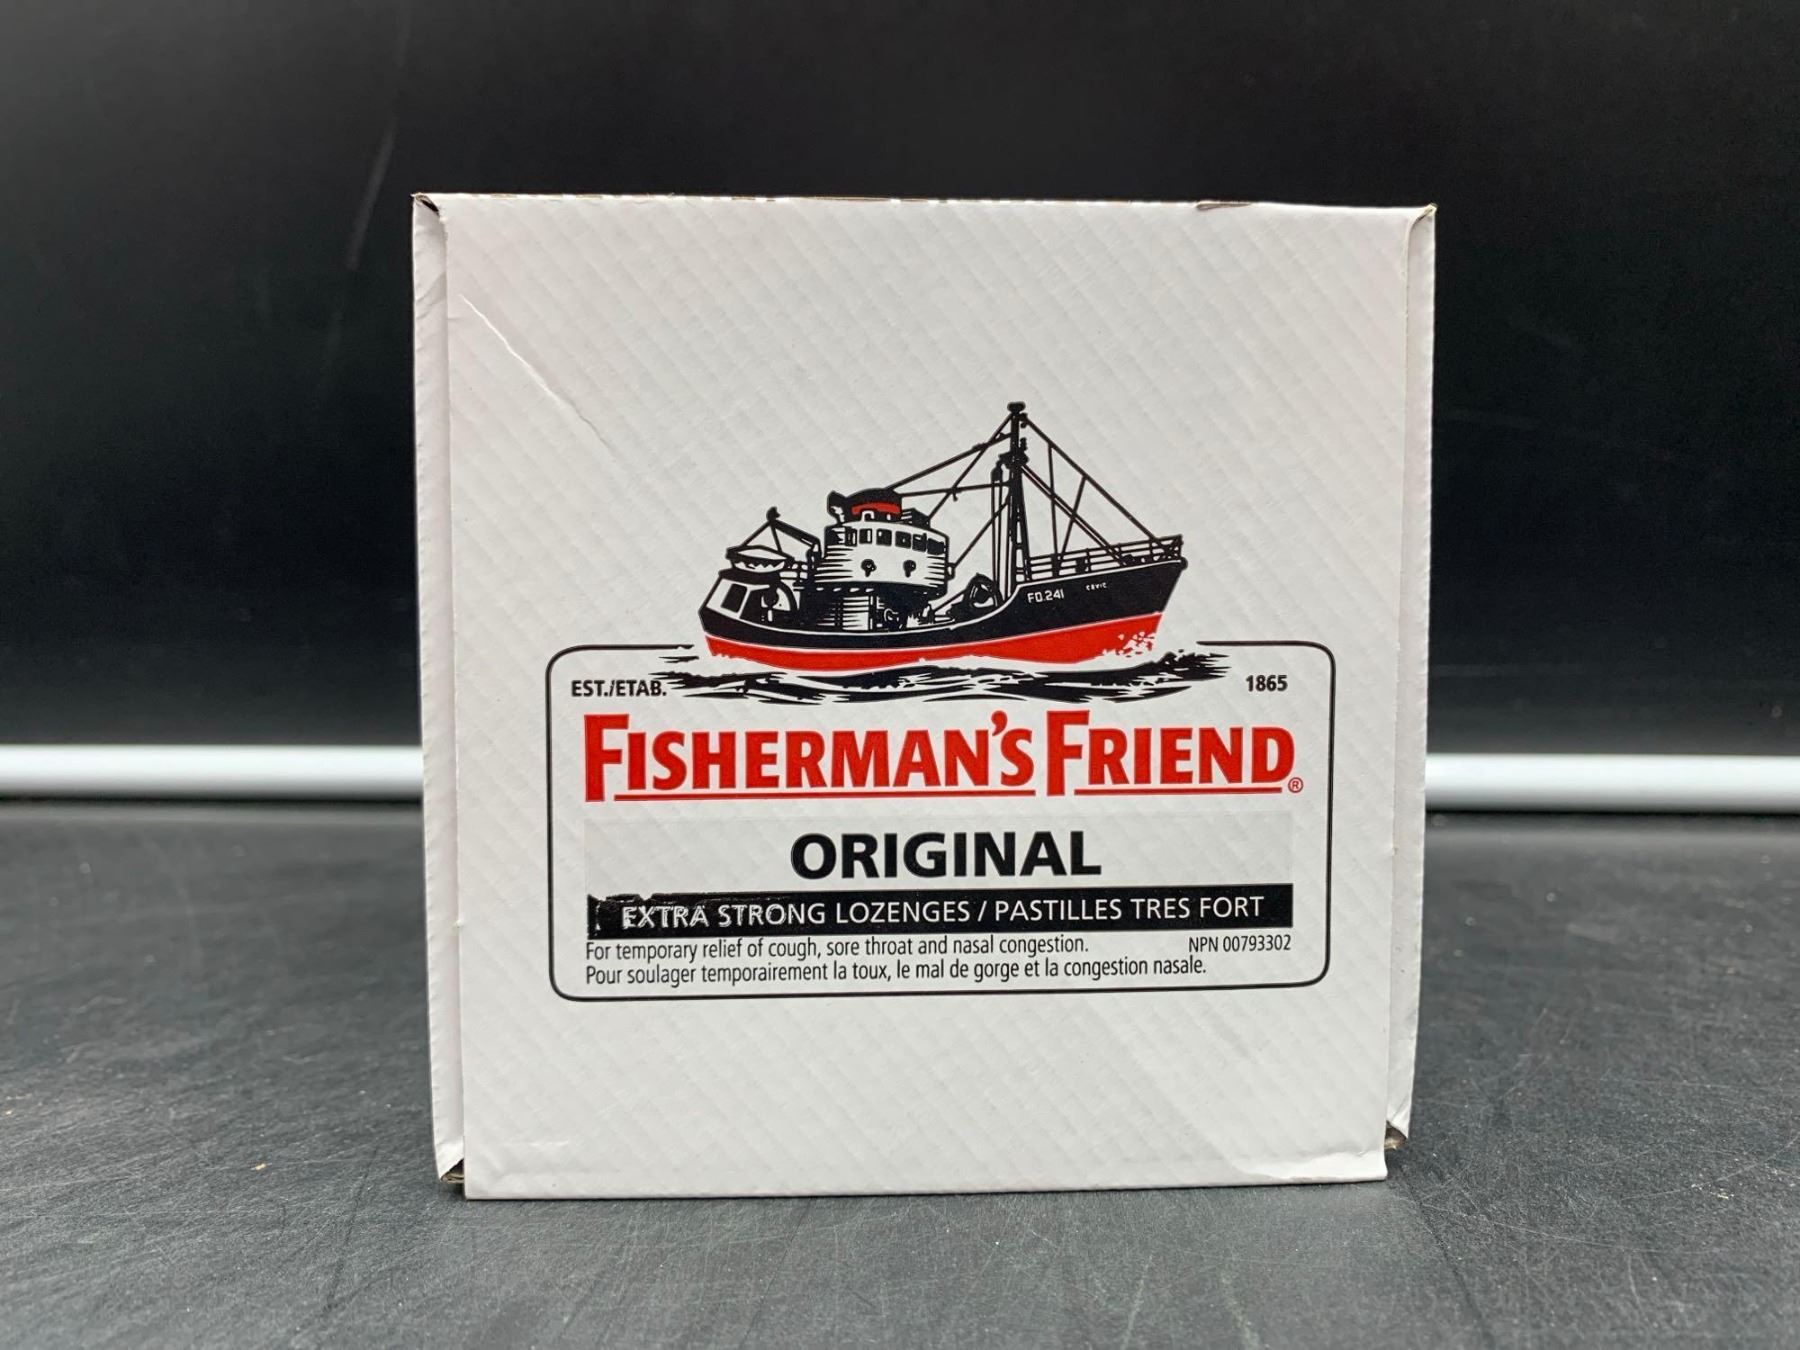 FD.241 CEVIC
EST./ETAB. 1865
FISHERMAN'S FRIEND®
ORIGINAL
EXTRA STRONG LOZENGES / PASTILLES TRES FORT
For temporary relief of cough, sore throat and nasal congestion. NPN 00793302
Pour soulager temporairement la toux, le mal de gorge et la congestion nasale.